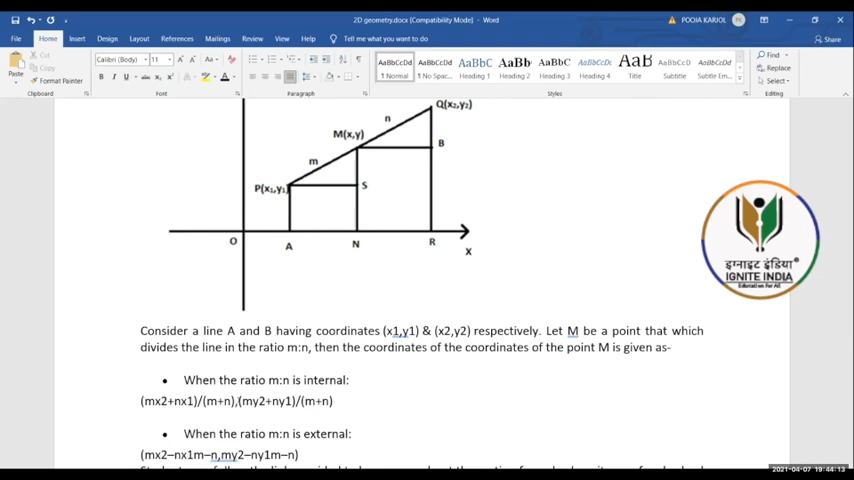 2D geometry.docx [Compatibility Mode] - Word
POOJA KARJOL
PK
File Home Insert Draw Design Layout References Mailings Review View Help Tell me what you want to do Share
Cut
Copy
Format Painter
Paste
Clipboard
Calibri (Body) 11
Font
Paragraph
AaBbCcDd AaBbCcDd AaBbC AaBb AaBbC AaBbCc AaB AaBbCcD AaBbCcDd
¶ Normal ¶ No Spac... Heading 1 Heading 2 Heading 3 Heading 4 Title Subtitle Subtle Em...
Styles
Find
Replace
Select
Editing
Q(x₂,y₂)
n
M(x,y)
B
m
P(x₁,y₁)
S
O
A
N
R
X
इग्नाइट इंडिया
IGNITE INDIA
Education For All
Consider a line A and B having coordinates (x1,y1) & (x2,y2) respectively. Let M be a point that which
divides the line in the ratio m:n, then the coordinates of the coordinates of the point M is given as-
• When the ratio m:n is internal:
(mx2+nx1)/(m+n),(my2+ny1)/(m+n)
• When the ratio m:n is external:
(mx2–nx1m–n,my2–ny1m–n)
2021-04-07 19:44:13